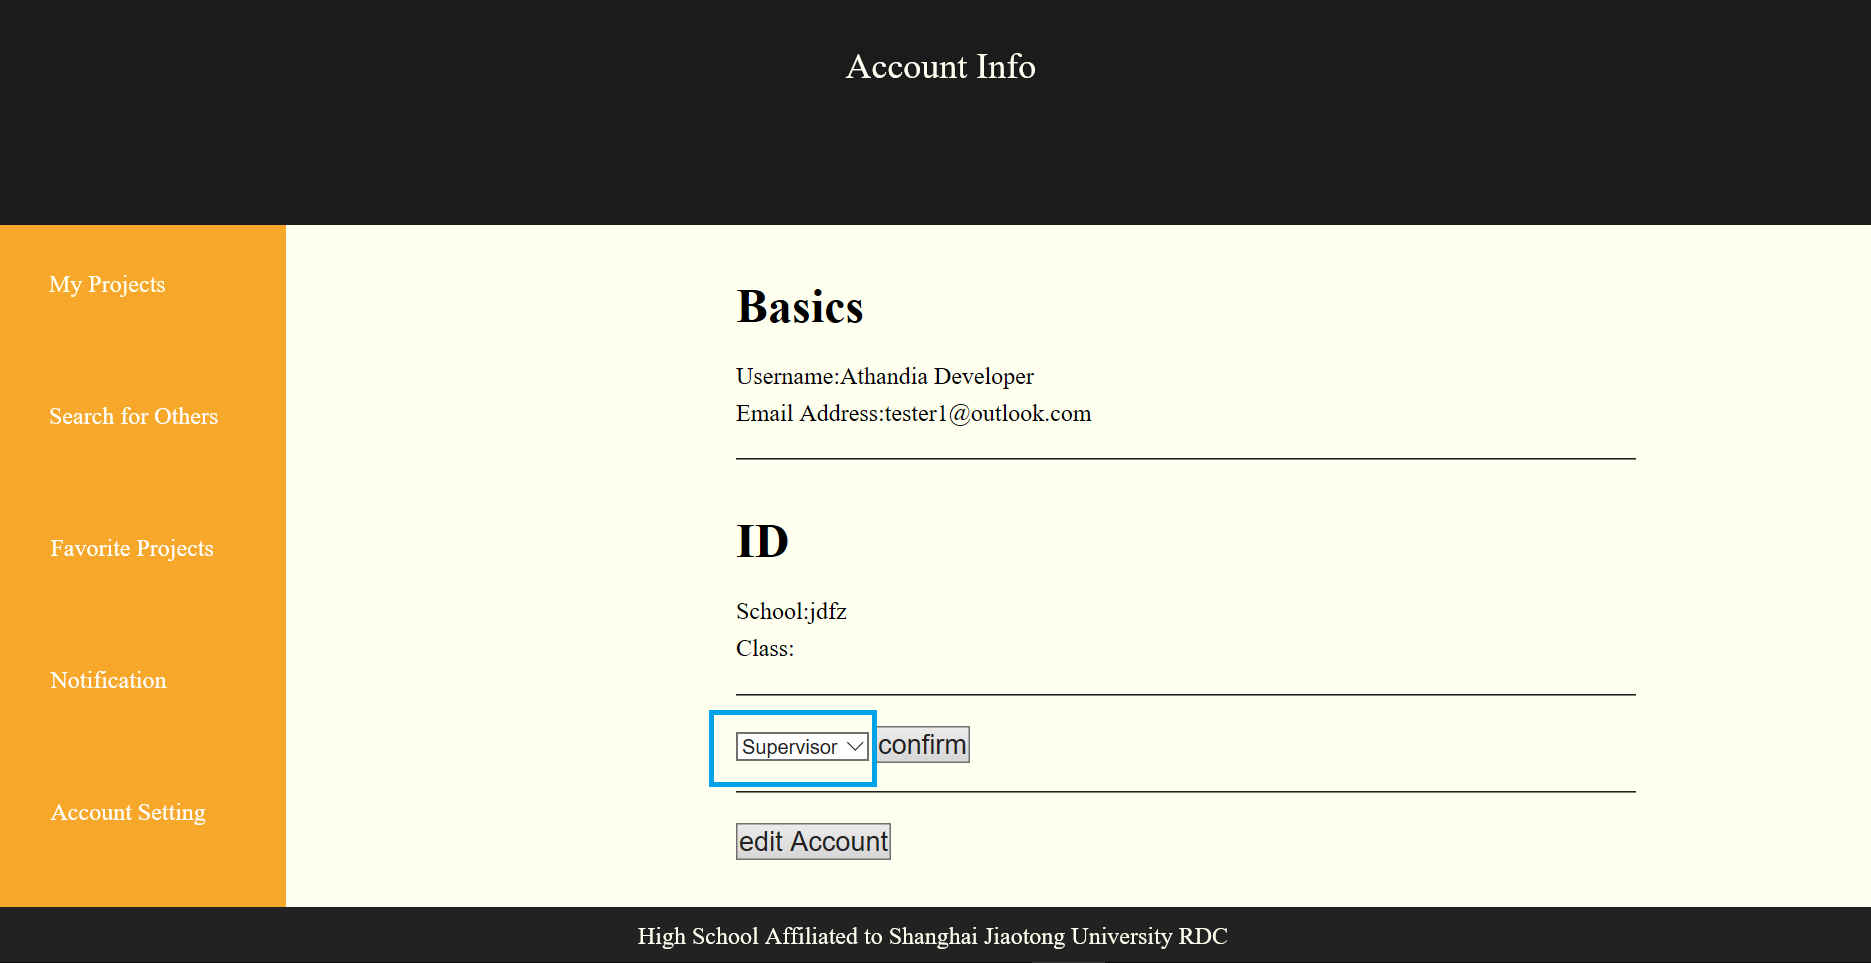 Account Info
My Projects
Search for Others
Favorite Projects
Notification
Account Setting
Basics
Username:Athandia Developer
Email Address:tester1@outlook.com
ID
School:jdfz
Class:
Supervisor confirm
edit Account
High School Affiliated to Shanghai Jiaotong University RDC